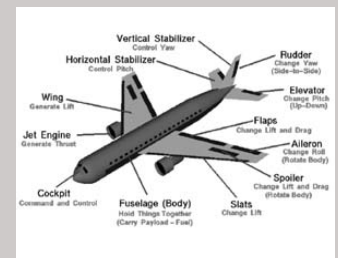 Vertical Stabilizer
Control Yaw
Horizontal Stabilizer
Control Pitch
Rudder
Change Yaw
(Side-to-Side)
Wing
Generate Lift
Elevator
Change Pitch
(Up-Down)
Flaps
Change Lift and Drag
Jet Engine
Generate Thrust
Aileron
Change Roll
(Rotate Body)
Spoiler
Change Lift and Drag
(Rotate Body)
Cockpit
Command and Control
Fuselage (Body)
Hold Things Together
(Carry Payload - Fuel)
Slats
Change Lift